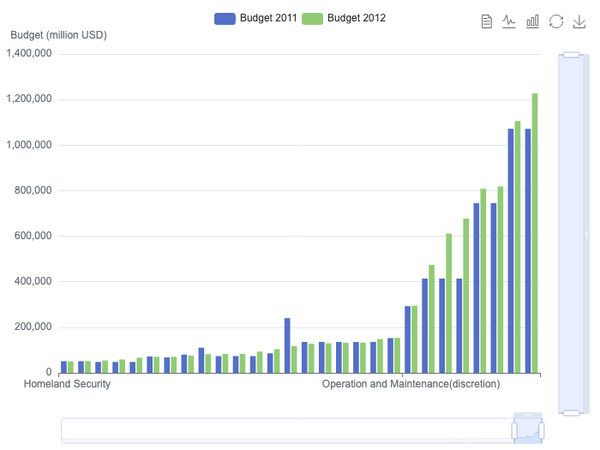 Budget 2011 Budget 2012
Budget (million USD)
1,400,000
1,200,000
1,000,000
800,000
600,000
400,000
200,000
0
Homeland Security Operation and Maintenance(discretion)